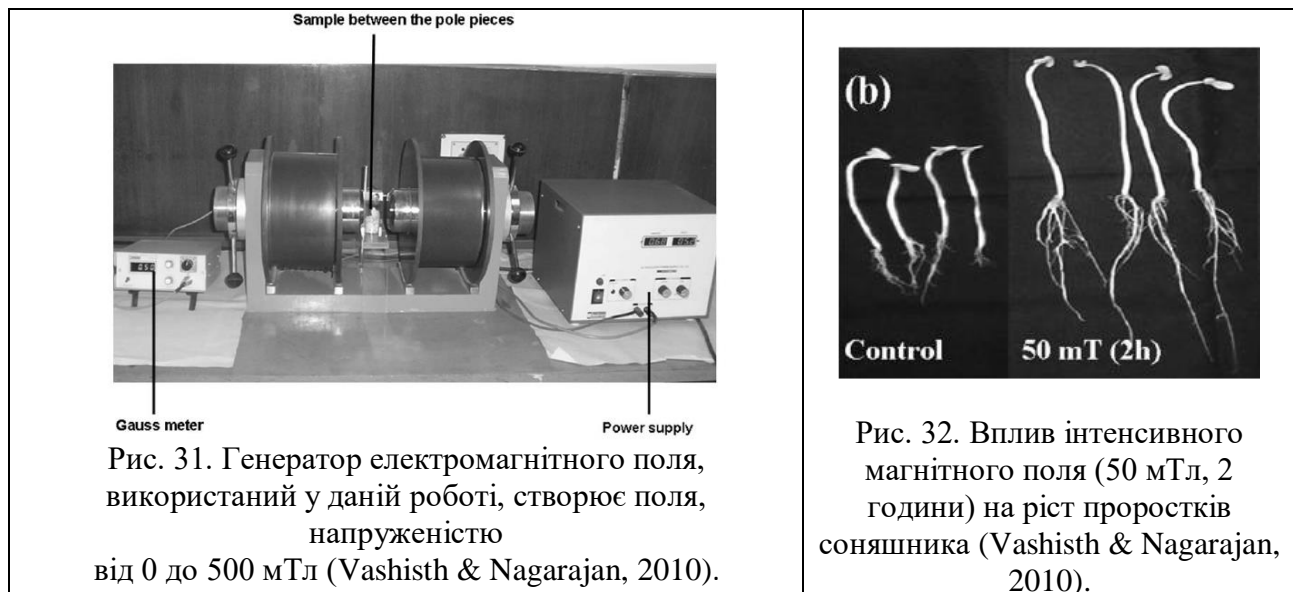 Sample between the pole pieces
Gauss meter
Power supply
Рис. 31. Генератор електромагнітного поля,
використаний у даній роботі, створює поля,
напруженістю
від 0 до 500 мТл (Vashisth & Nagarajan, 2010).
(b)
Control
50 mT (2h)
Рис. 32. Вплив інтенсивного
магнітного поля (50 мТл, 2
години) на ріст проростків
соняшника (Vashisth & Nagarajan,
2010).